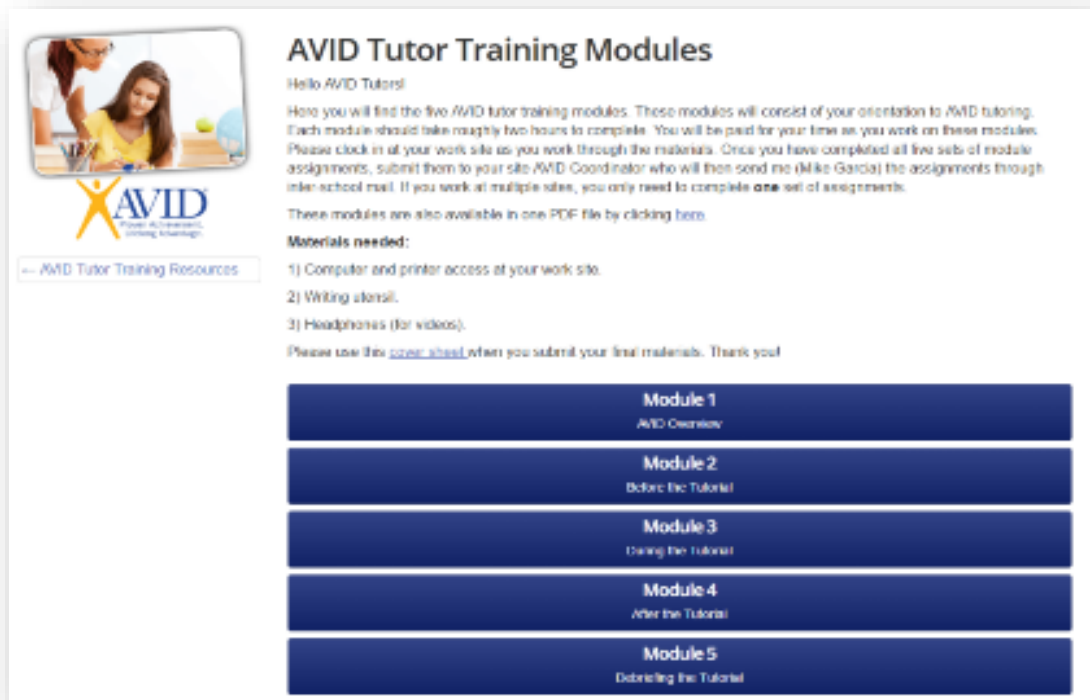 AVID Tutor Training Modules
Hello AVID Tutors!
Here you will find the five AVID tutor training modules. These modules will consist of your orientation to AVID tutoring.
Each module should take roughly two hours to complete. You will be paid for your time as you work on these modules.
Please clock in at your work site as you work through the materials. Once you have completed all five sets of module
assignments, submit them to your site AVID Coordinator who will then send me (Mike Garcia) the assignments through
inter-school mail. If you work at multiple sites, you only need to complete one set of assignments.
These modules are also available in one PDF file by clicking here.
Materials needed:
1) Computer and printer access at your work site.
2) Writing utensil.
3) Headphones (for videos).
Please use this cover sheet when you submit your final materials. Thank you!
AVID
Proven Achievement.
Lifelong Advantage.
← AVID Tutor Training Resources
Module 1
AVID Overview
Module 2
Before the Tutorial
Module 3
During the Tutorial
Module 4
After the Tutorial
Module 5
Debriefing the Tutorial